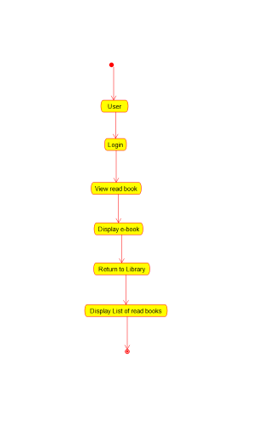 User
Login
View read book
Display e-book
Return to Library
Display List of read books